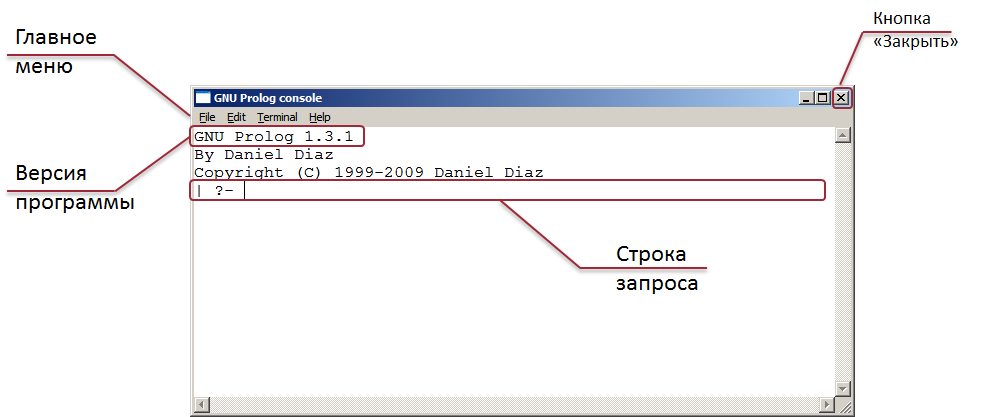 Главное
меню
Кнопка
«Закрыть»
GNU Prolog console
File Edit Terminal Help
GNU Prolog 1.3.1
By Daniel Diaz
Copyright (C) 1999-2009 Daniel Diaz
| ?-
Версия
программы
Строка
запроса